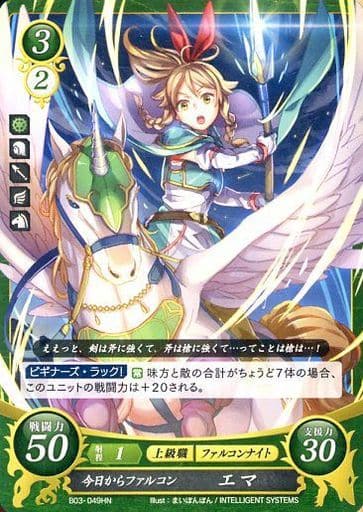 3
2
ええっと、剣は斧に強くて、斧は槍に強くて…ってことは槍は…！
ビギナーズ・ラック！ 常 味方と敵の合計がちょうど7体の場合、
このユニットの戦闘力は＋20される。
戦闘力
50
射程 1 上級職 ファルコンナイト
支援力
30
今日からファルコン エマ
B03-049HN Illust：まいぽんぽん / INTELLIGENT SYSTEMS